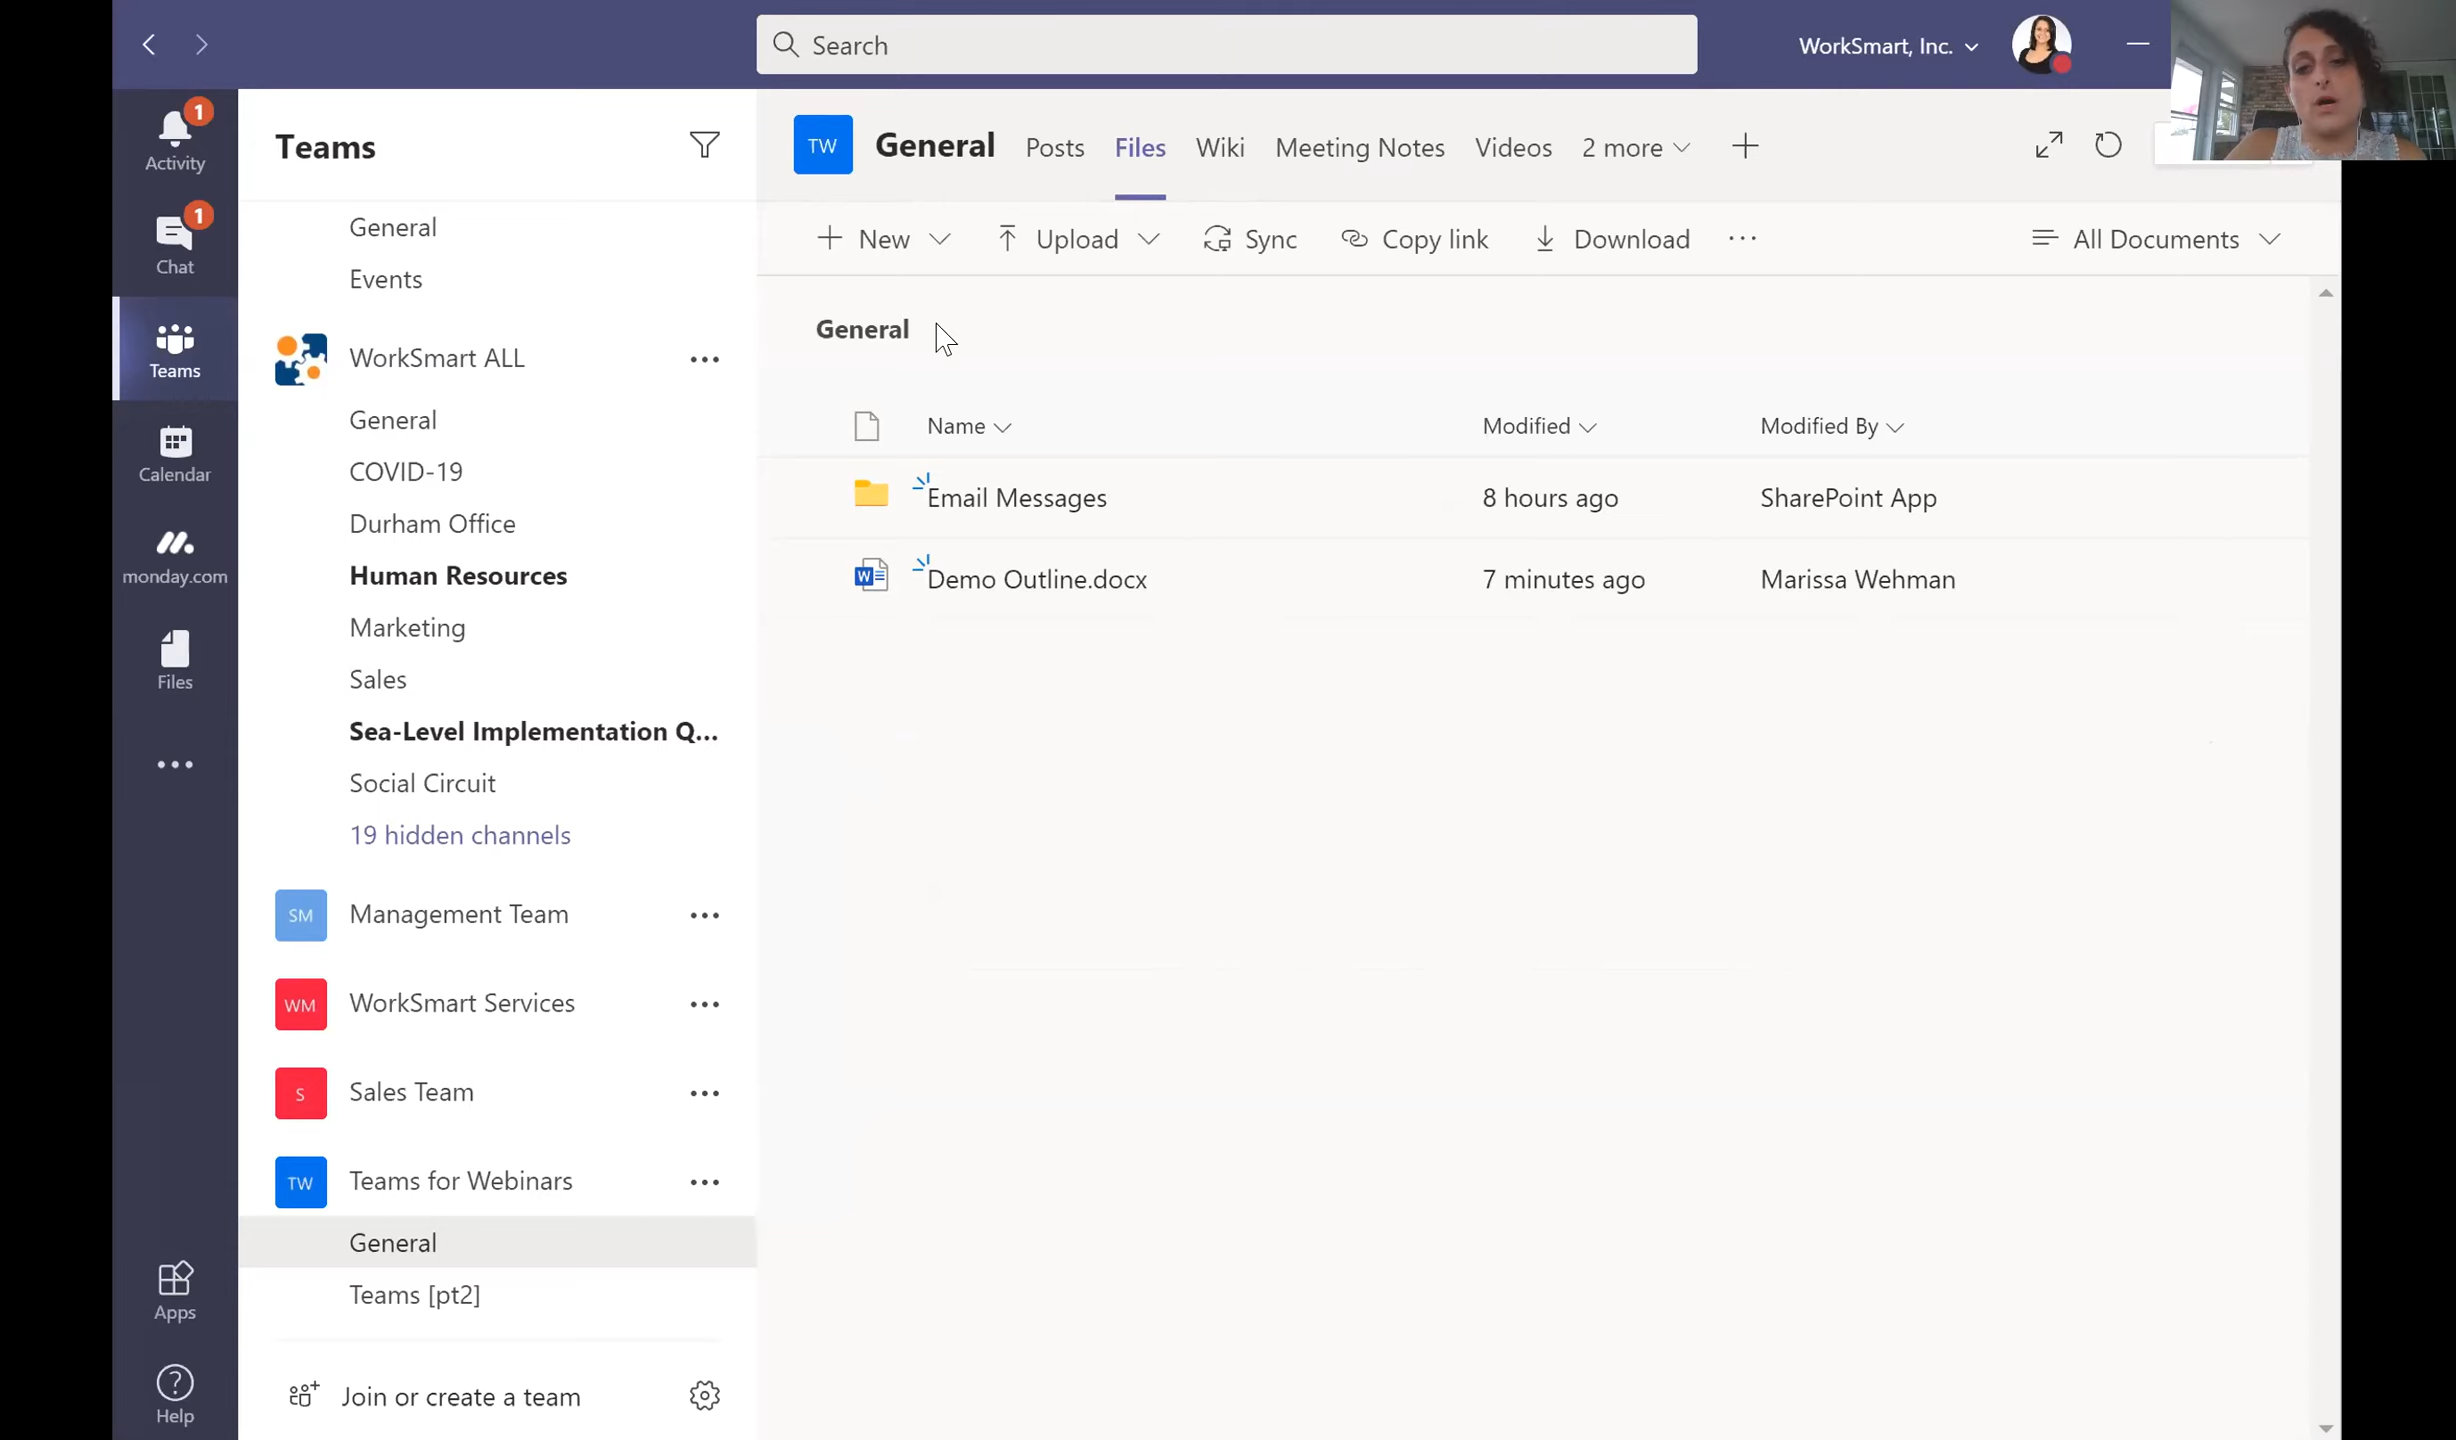 Search
WorkSmart, Inc.
1
Activity
1
Chat
Teams
Calendar
monday.com
Files
Apps
Help
Teams
General
Events
WorkSmart ALL
General
COVID-19
Durham Office
Human Resources
Marketing
Sales
Sea-Level Implementation Q...
Social Circuit
19 hidden channels
SM Management Team
WM WorkSmart Services
S Sales Team
TW Teams for Webinars
General
Teams [pt2]
Join or create a team
TW General Posts Files Wiki Meeting Notes Videos 2 more
New Upload Sync Copy link Download All Documents
General
Name Modified Modified By
Email Messages 8 hours ago SharePoint App
W Demo Outline.docx 7 minutes ago Marissa Wehman